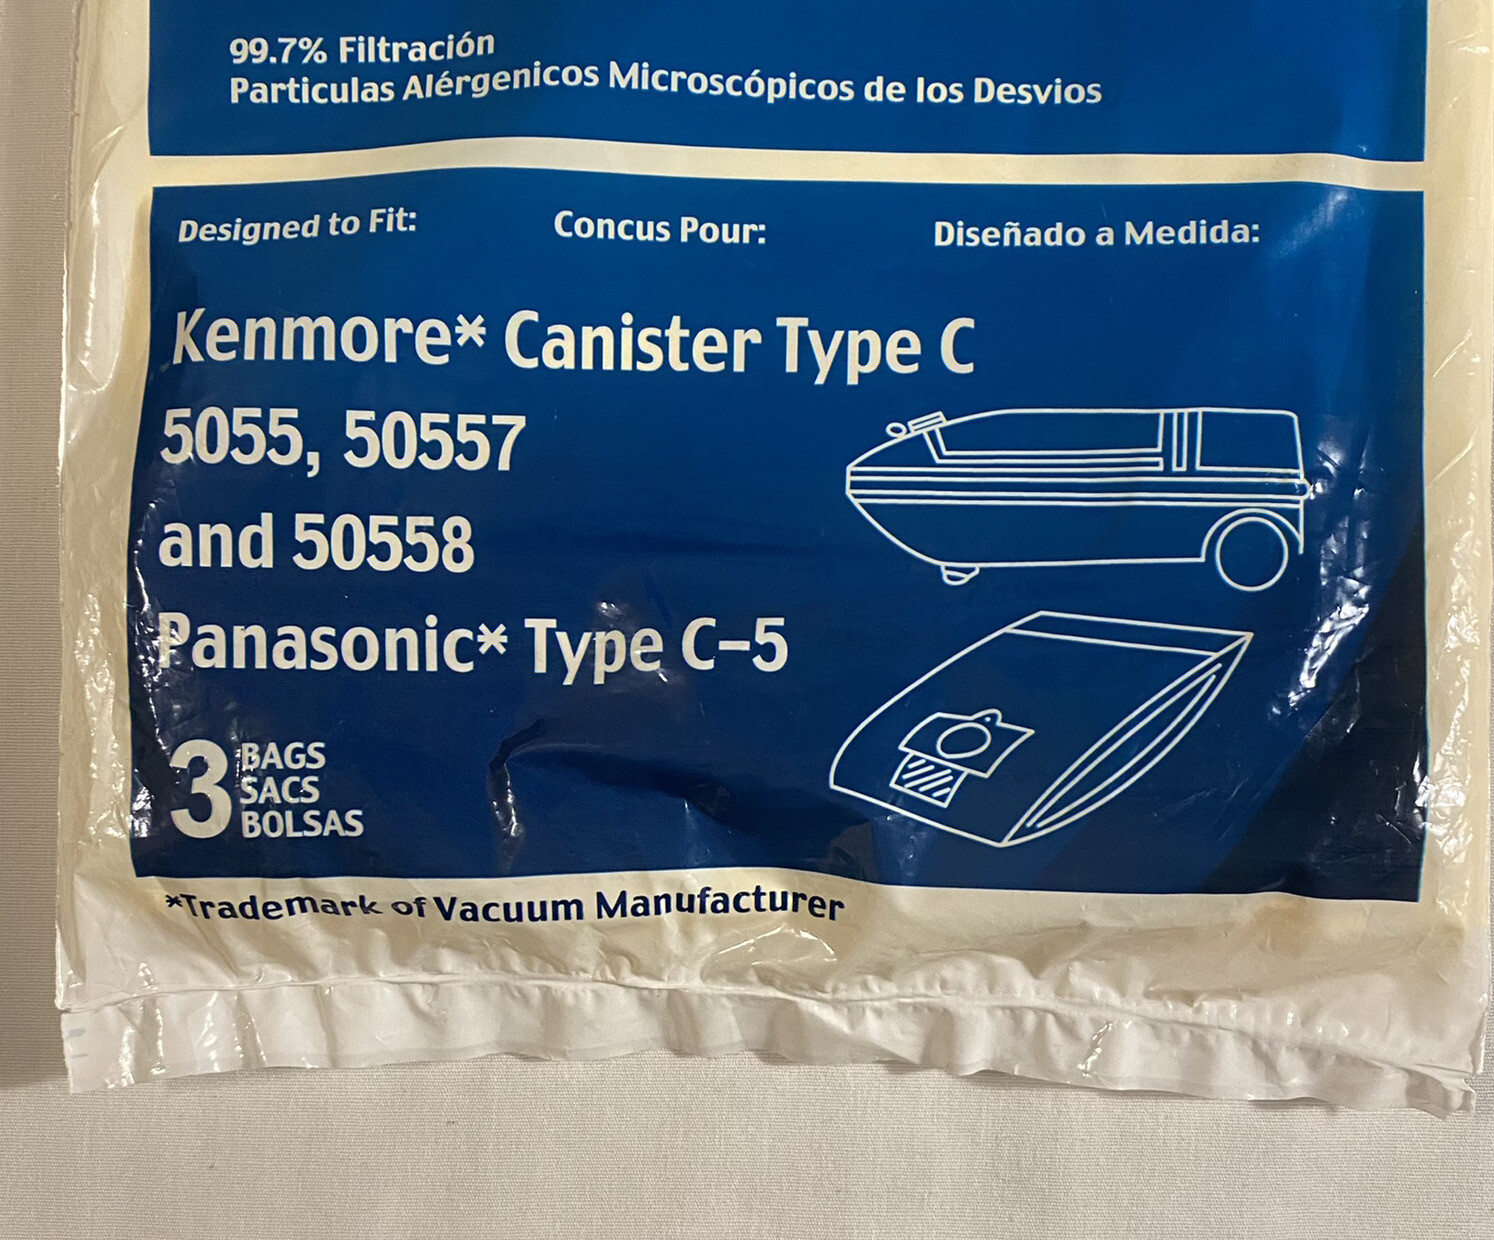 99.7% Filtración
Particulas Alérgenicos Microscópicos de los Desvios
Designed to Fit:
Concus Pour:
Diseñado a Medida:
Kenmore* Canister Type C
5055, 50557
and 50558
Panasonic* Type C-5
3 BAGS
SACS
BOLSAS
*Trademark of Vacuum Manufacturer